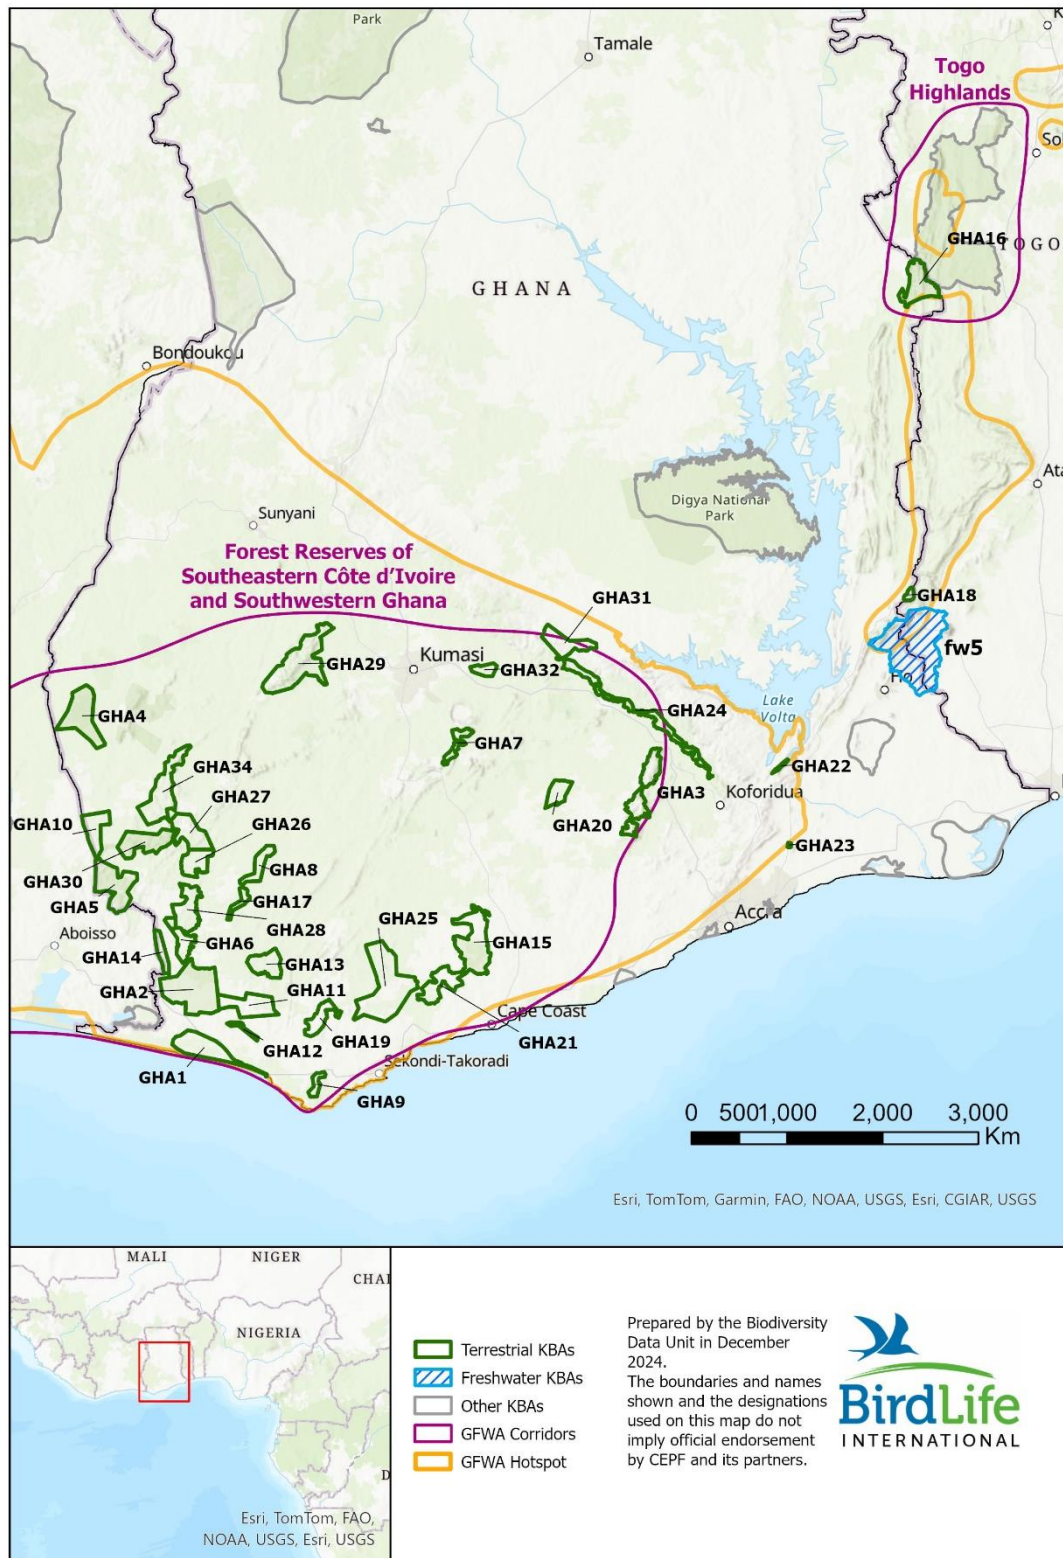 Park
Tamale
Togo
Highlands
So
GHA16
TOGO
GHANA
Bondoukou
Digya National
Park
Ata
Sunyani
Forest Reserves of
Southeastern Côte d'Ivoire
and Southwestern Ghana
GHA31
GHA18
fw5
Ho
Kumasi
GHA29
GHA32
GHA4
Lake
Volta
GHA24
GHA7
GHA34
GHA22
GHA27
GHA3
Koforidua
GHA10
GHA26
GHA20
GHA23
GHA30
GHA8
GHA5
GHA17
GHA25
Accra
Aboisso
GHA28
GHA6
GHA15
GHA14
GHA13
GHA2
GHA11
Cape Coast
GHA12
GHA19
GHA21
GHA1
Sekondi-Takoradi
GHA9
0 500 1,000 2,000 3,000
Km
Esri, TomTom, Garmin, FAO, NOAA, USGS, Esri, CGIAR, USGS
MALI
NIGER
CHA
NIGERIA
D
Esri, TomTom, FAO,
NOAA, USGS, Esri, USGS
Terrestrial KBAs
Freshwater KBAs
Other KBAs
GFWA Corridors
GFWA Hotspot
Prepared by the Biodiversity
Data Unit in December
2024.
The boundaries and names
shown and the designations
used on this map do not
imply official endorsement
by CEPF and its partners.
BirdLife
INTERNATIONAL